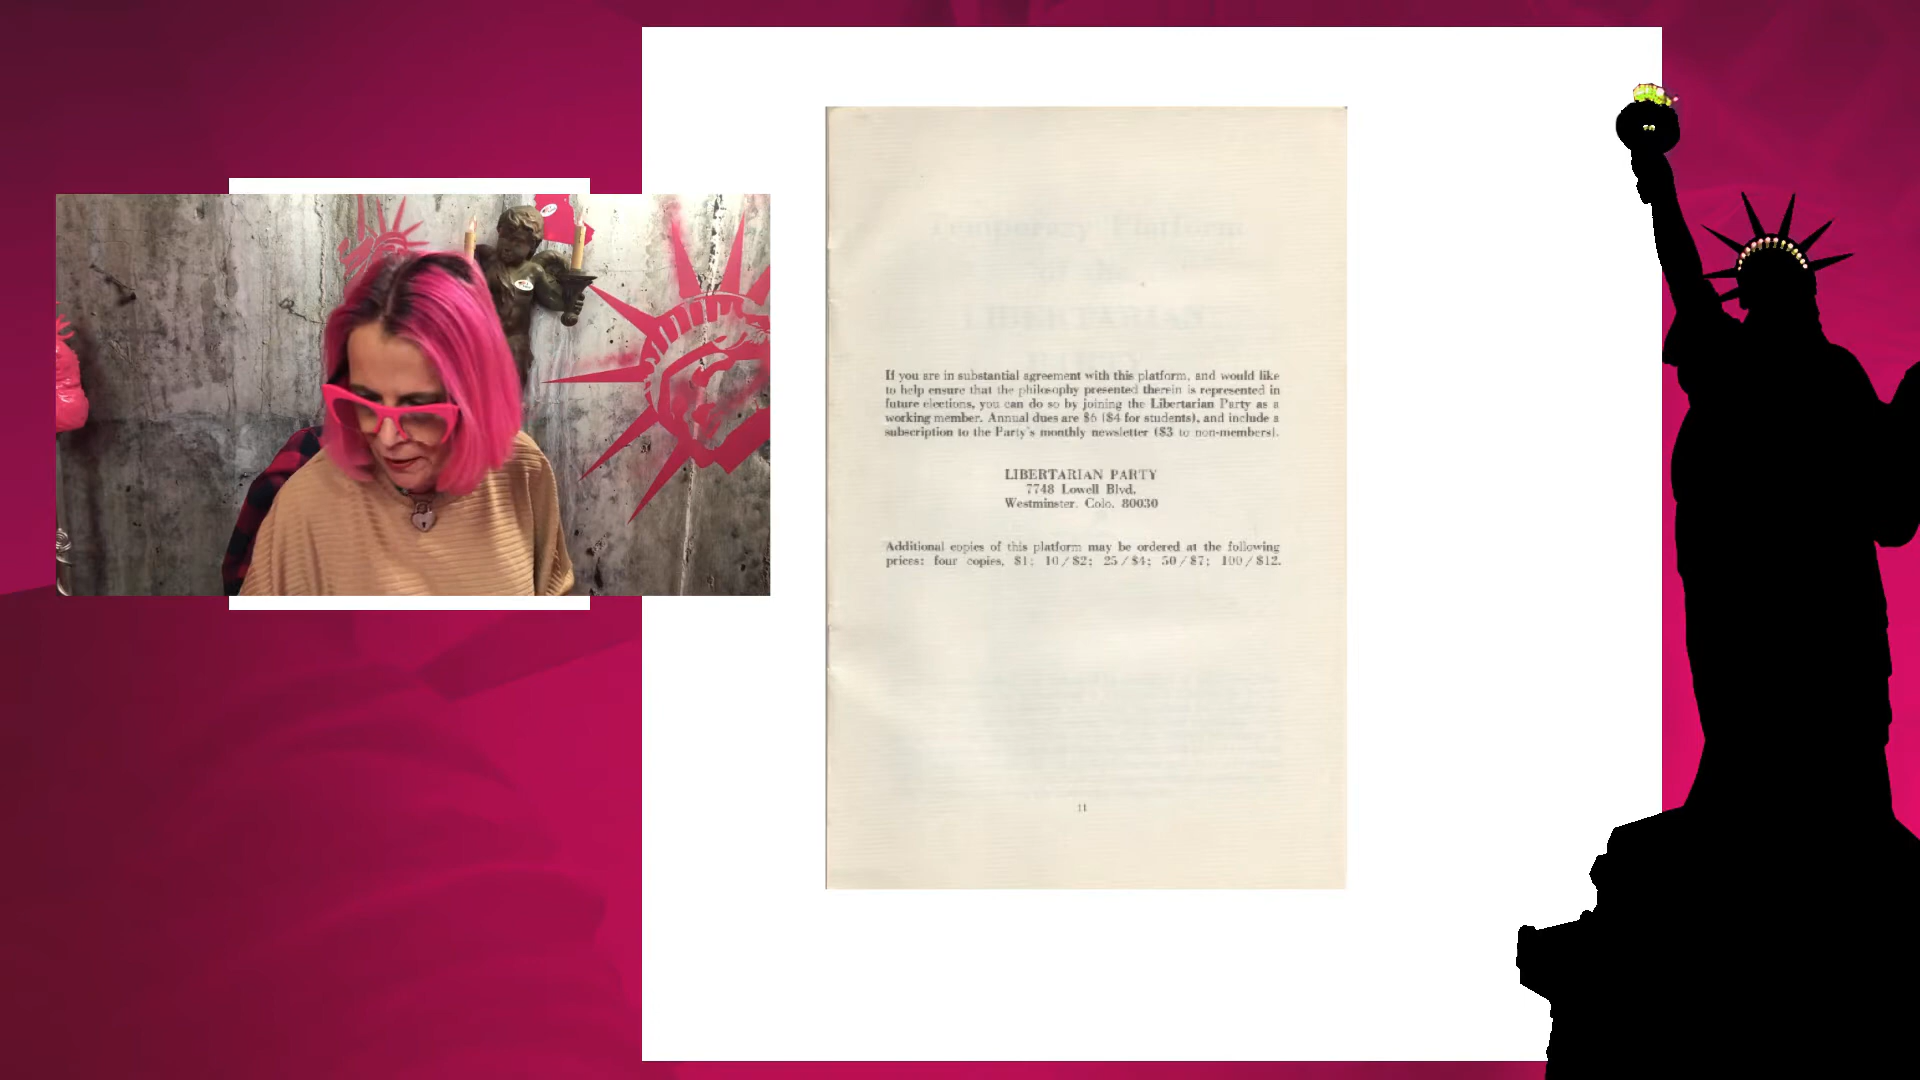 Temporary Platform
LIBERTARIAN
PARTY
If you are in substantial agreement with this platform, and would like
to help ensure that the philosophy presented therein is represented in
future elections, you can do so by joining the Libertarian Party as a
working member. Annual dues are $6 ($4 for students), and include a
subscription to the Party's monthly newsletter ($3 to non-members).
LIBERTARIAN PARTY
7748 Lowell Blvd.
Westminster, Colo. 80030
Additional copies of this platform may be ordered at the following
prices: four copies, $1; 10/$2; 25/$4; 50/$7; 100/$12.
11